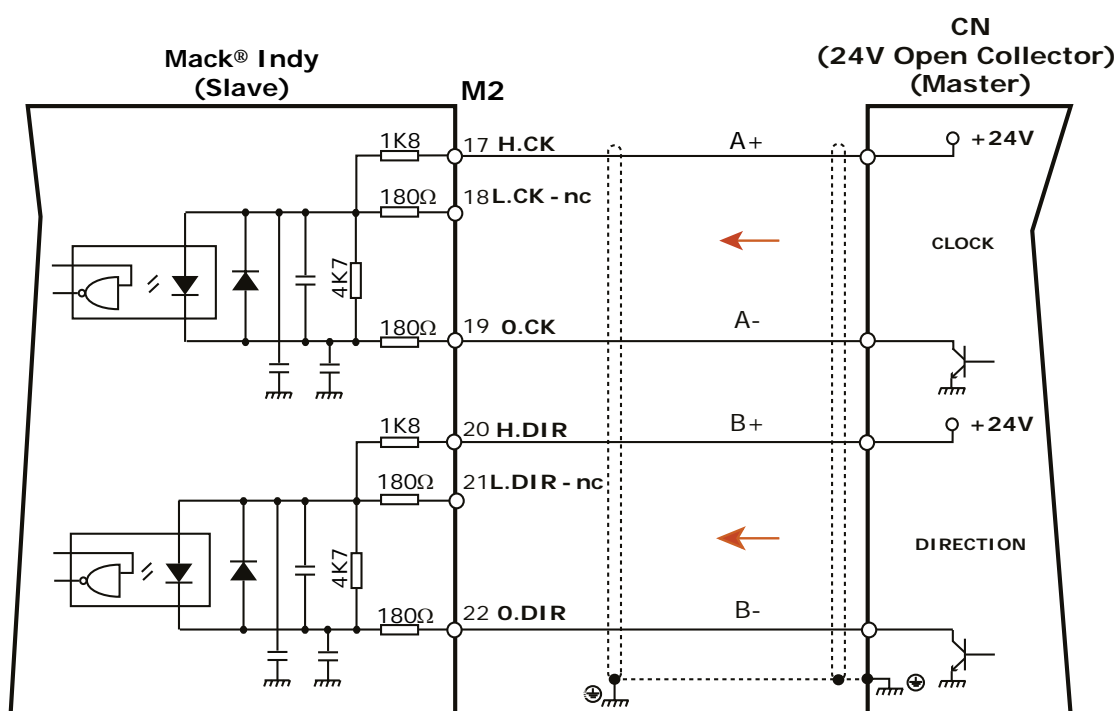 CN
(24V Open Collector)
(Master)
Mack® Indy
(Slave)
M2
1K8
17 H.CK
A+
+24V
180Ω
18 L.CK - nc
CLOCK
4K7
180Ω
19 0.CK
A-
1K8
20 H.DIR
B+
+24V
180Ω
21 L.DIR - nc
DIRECTION
4K7
180Ω
22 0.DIR
B-